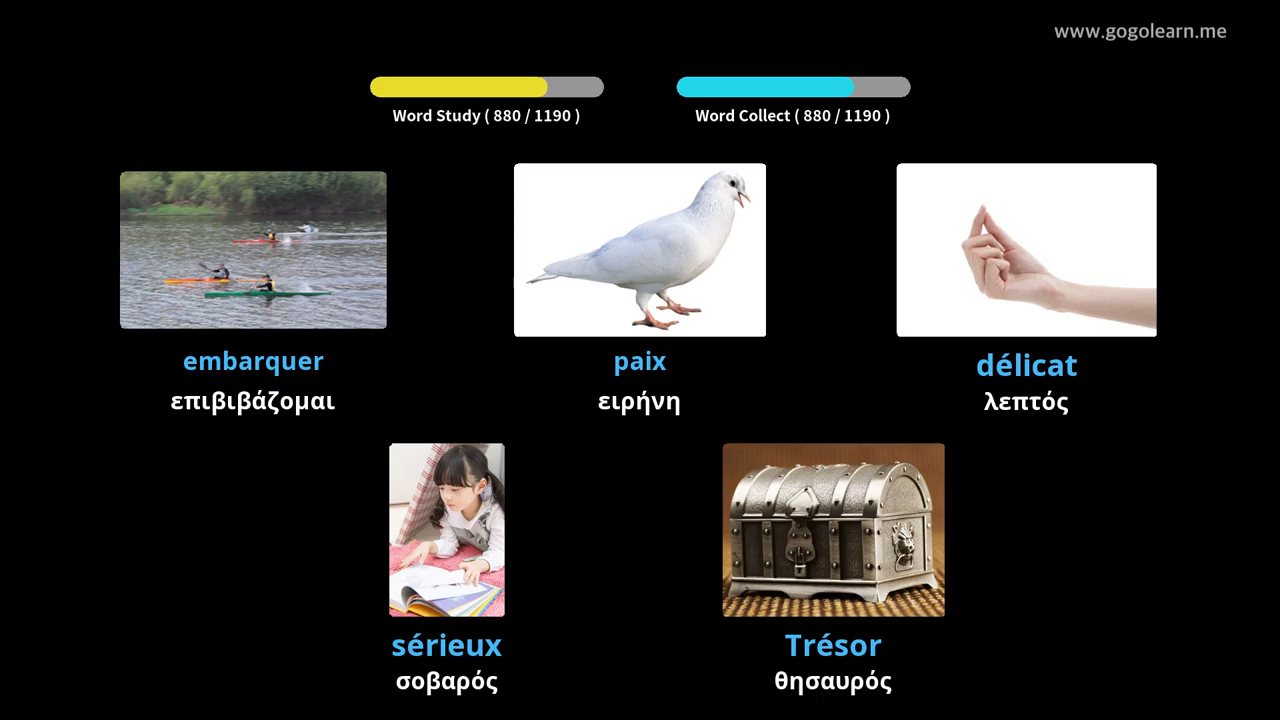 www.gogolearn.me
Word Study ( 880 / 1190 )
Word Collect ( 880 / 1190 )
embarquer
επιβιβάζομαι
paix
ειρήνη
délicat
λεπτός
sérieux
σοβαρός
Trésor
θησαυρός